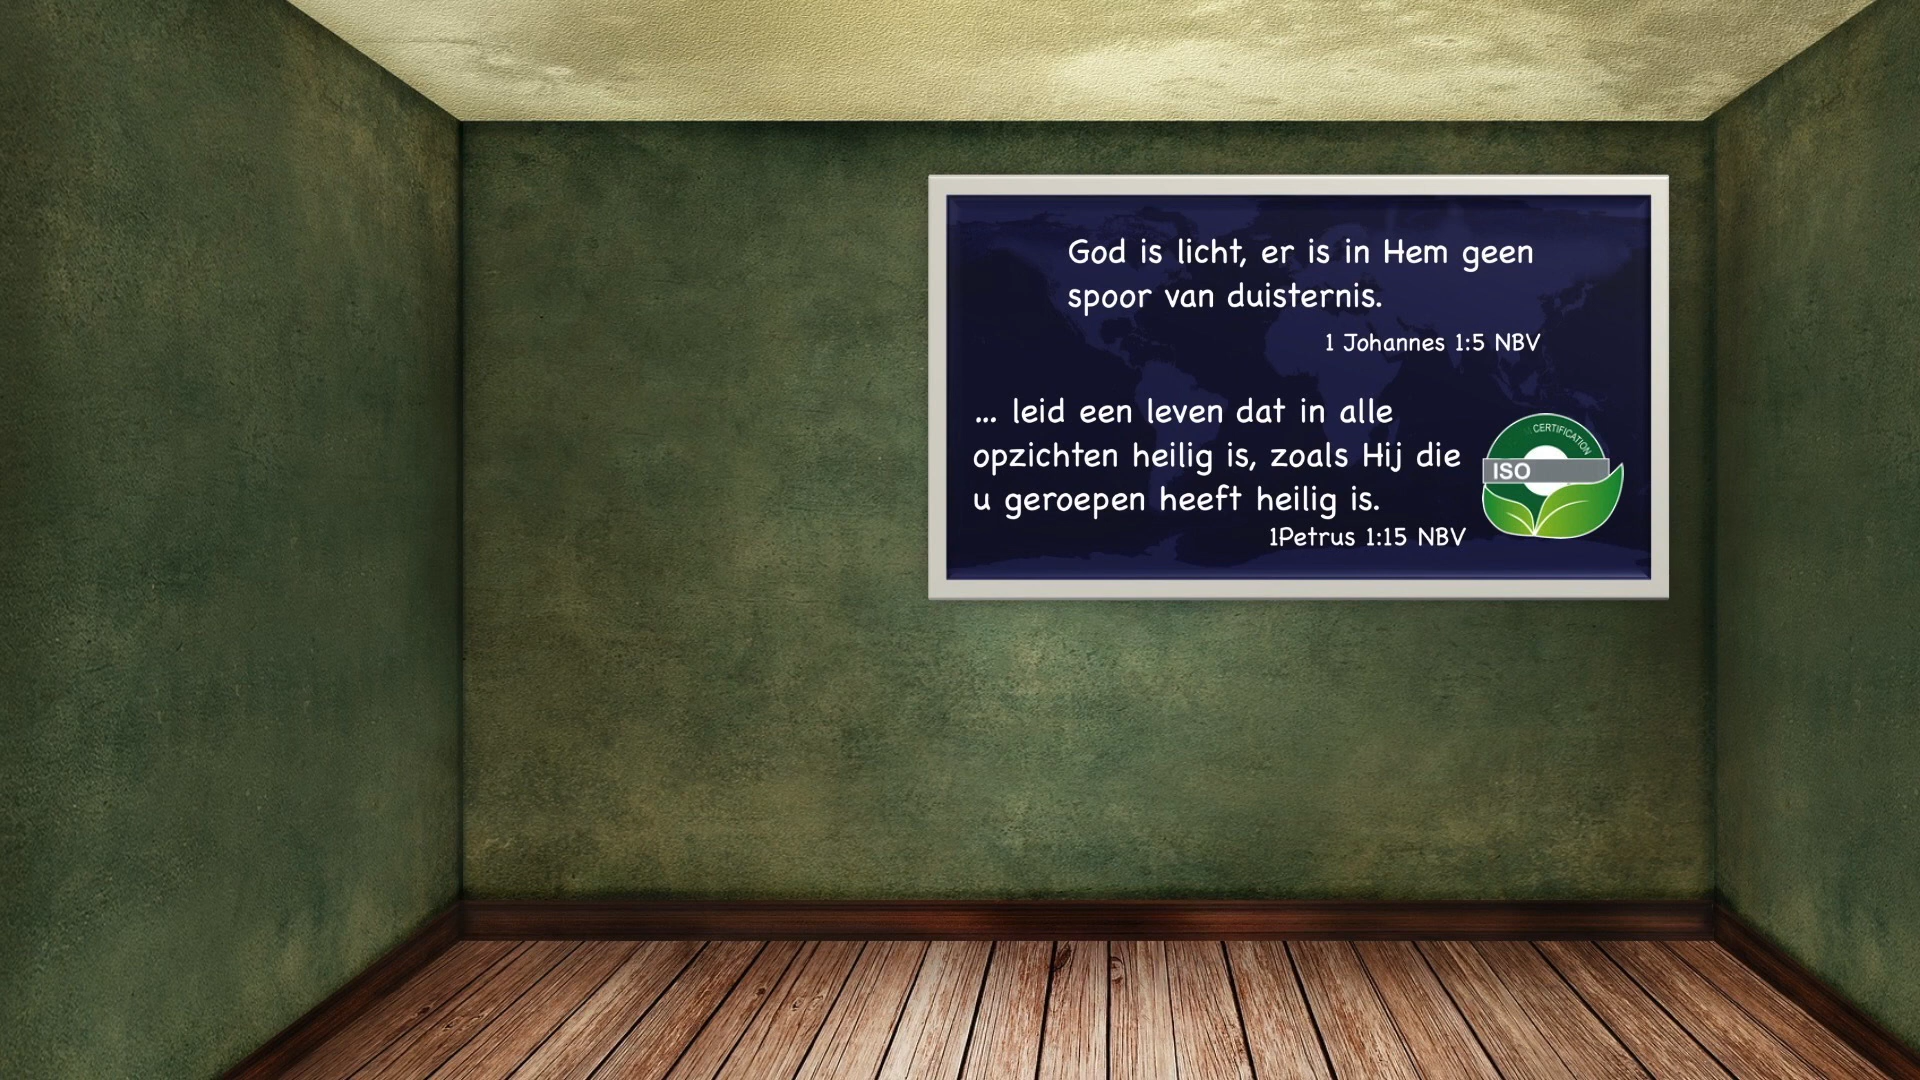 God is licht, er is in Hem geen
spoor van duisternis.
1 Johannes 1:5 NBV
... leid een leven dat in alle
opzichten heilig is, zoals Hij die
u geroepen heeft heilig is.
1Petrus 1:15 NBV
CERTIFICATION
ISO